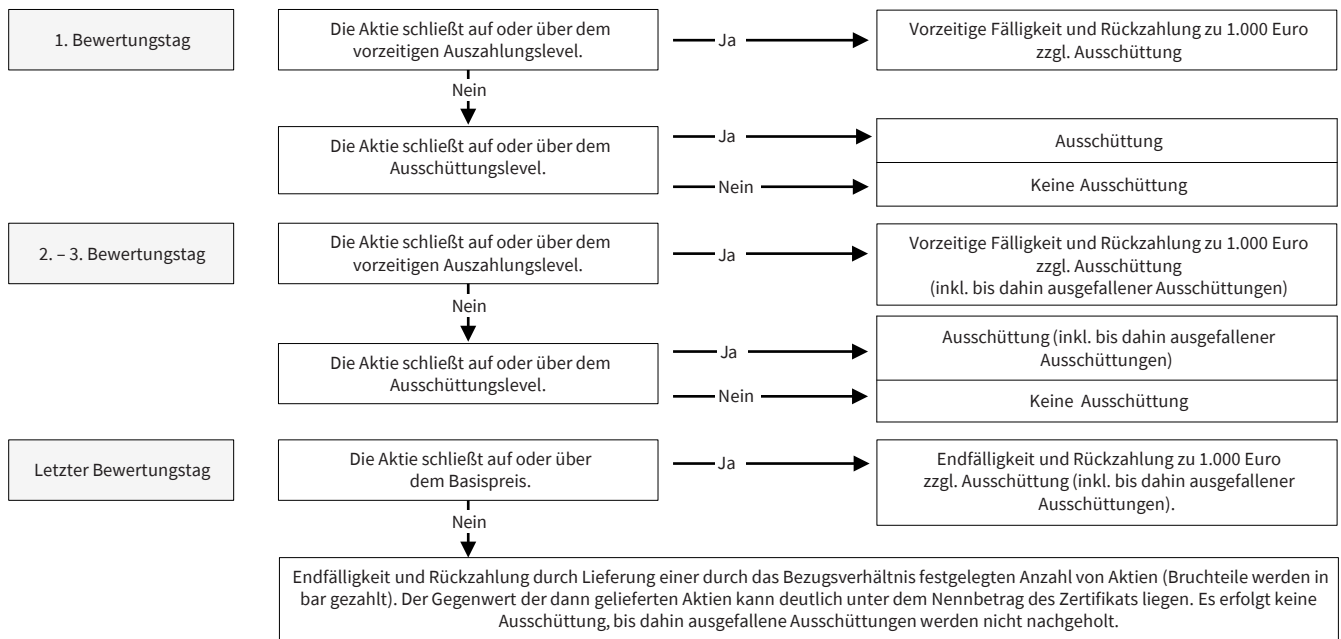 1. Bewertungstag
Die Aktie schließt auf oder über dem
vorzeitigen Auszahlungslevel.
Ja
Vorzeitige Fälligkeit und Rückzahlung zu 1.000 Euro
zzgl. Ausschüttung
Nein
Die Aktie schließt auf oder über dem
Ausschüttungslevel.
Ja
Ausschüttung
Nein
Keine Ausschüttung
2. – 3. Bewertungstag
Die Aktie schließt auf oder über dem
vorzeitigen Auszahlungslevel.
Ja
Vorzeitige Fälligkeit und Rückzahlung zu 1.000 Euro
zzgl. Ausschüttung
(inkl. bis dahin ausgefallener Ausschüttungen)
Nein
Die Aktie schließt auf oder über dem
Ausschüttungslevel.
Ja
Ausschüttung (inkl. bis dahin ausgefallener
Ausschüttungen)
Nein
Keine Ausschüttung
Letzter Bewertungstag
Die Aktie schließt auf oder über
dem Basispreis.
Ja
Endfälligkeit und Rückzahlung zu 1.000 Euro
zzgl. Ausschüttung (inkl. bis dahin ausgefallener
Ausschüttungen).
Nein
Endfälligkeit und Rückzahlung durch Lieferung einer durch das Bezugsverhältnis festgelegten Anzahl von Aktien (Bruchteile werden in
bar gezahlt). Der Gegenwert der dann gelieferten Aktien kann deutlich unter dem Nennbetrag des Zertifikats liegen. Es erfolgt keine
Ausschüttung, bis dahin ausgefallene Ausschüttungen werden nicht nachgeholt.